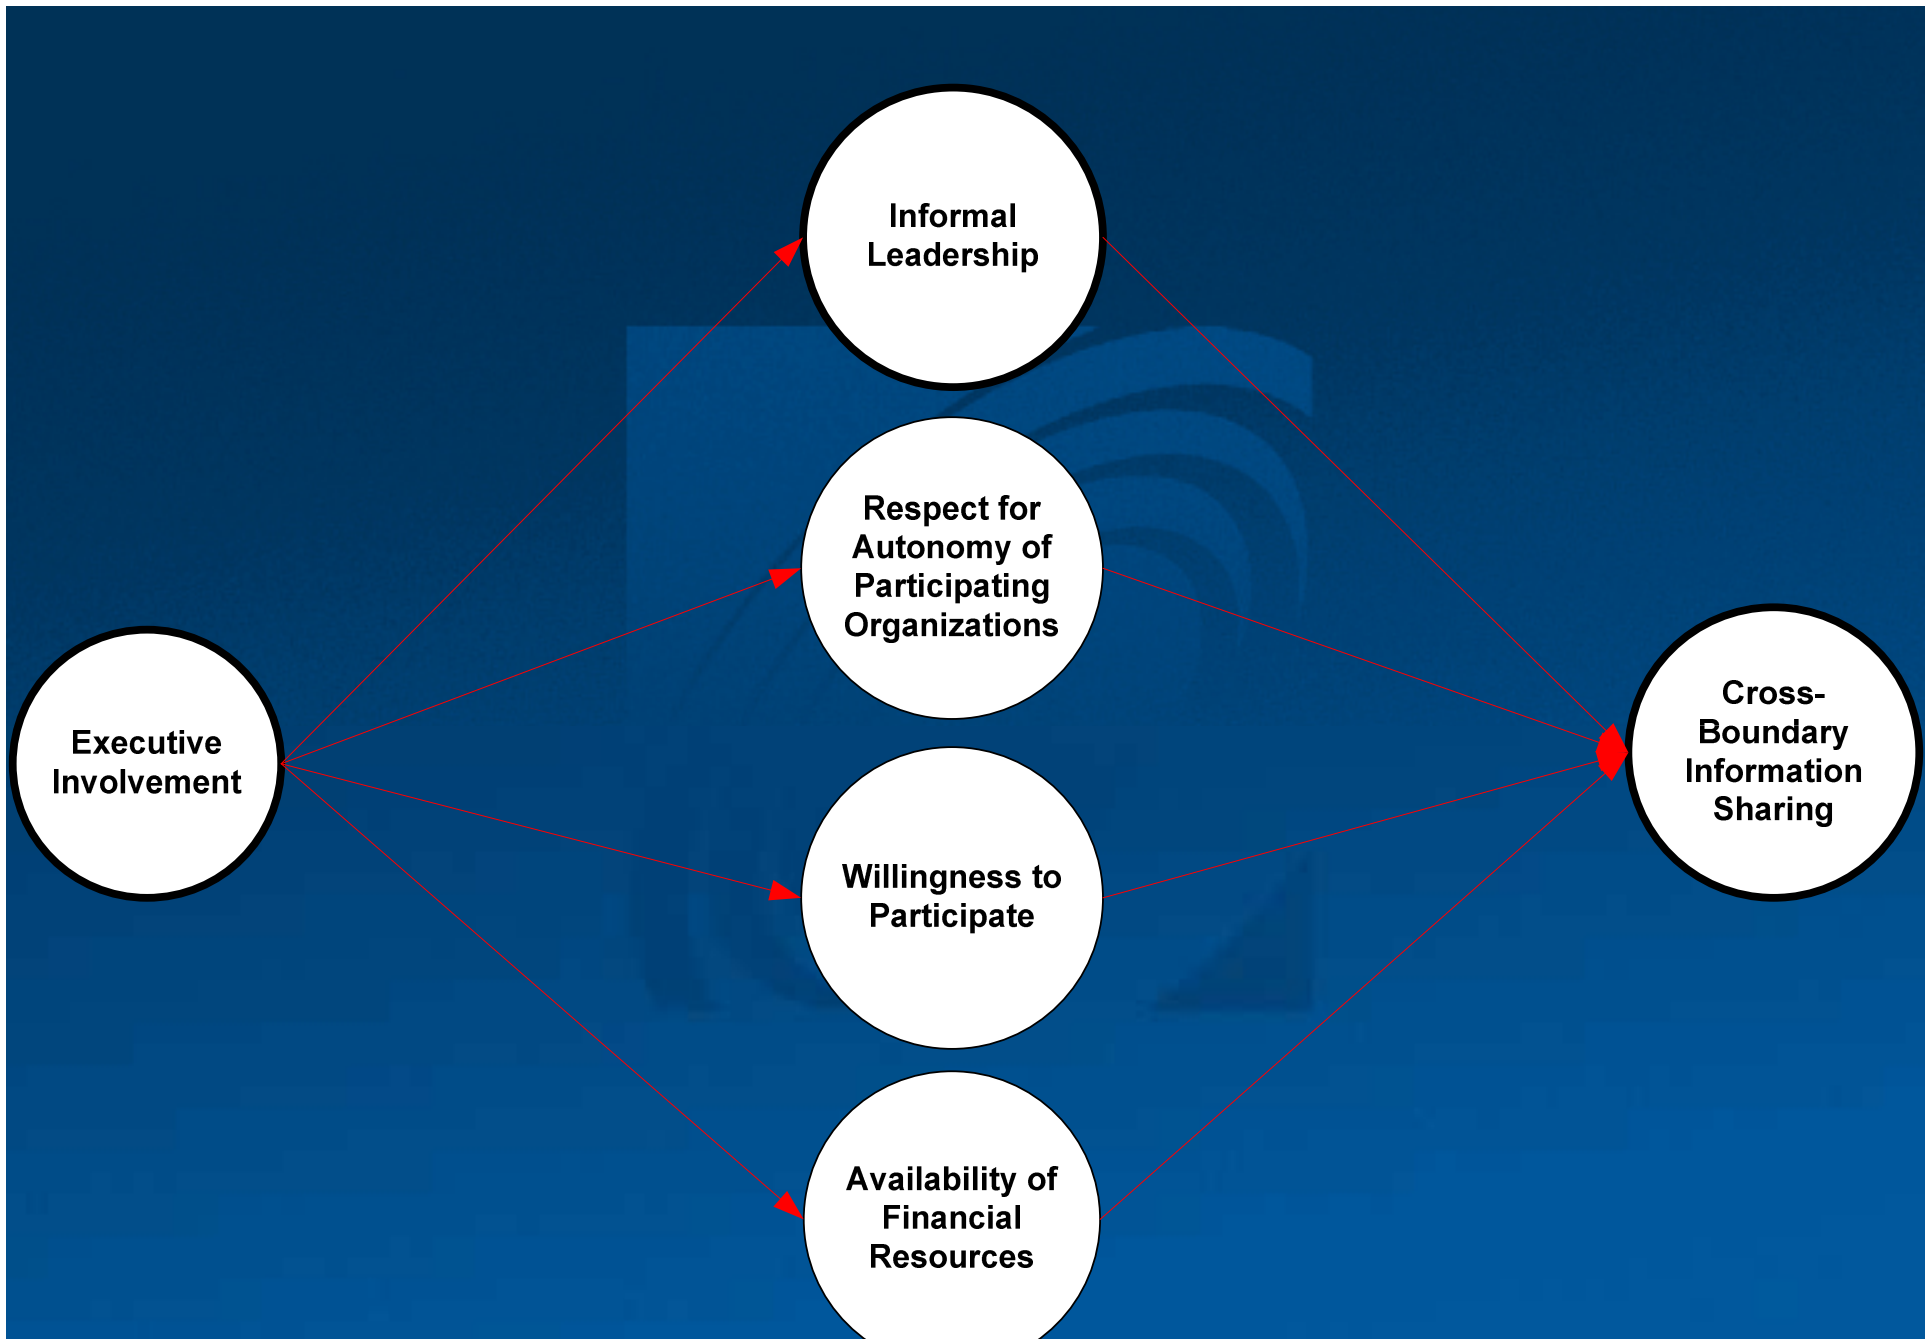 Informal
Leadership
Respect for
Autonomy of
Participating
Organizations
Executive
Involvement
Cross-
Boundary
Information
Sharing
Willingness to
Participate
Availability of
Financial
Resources